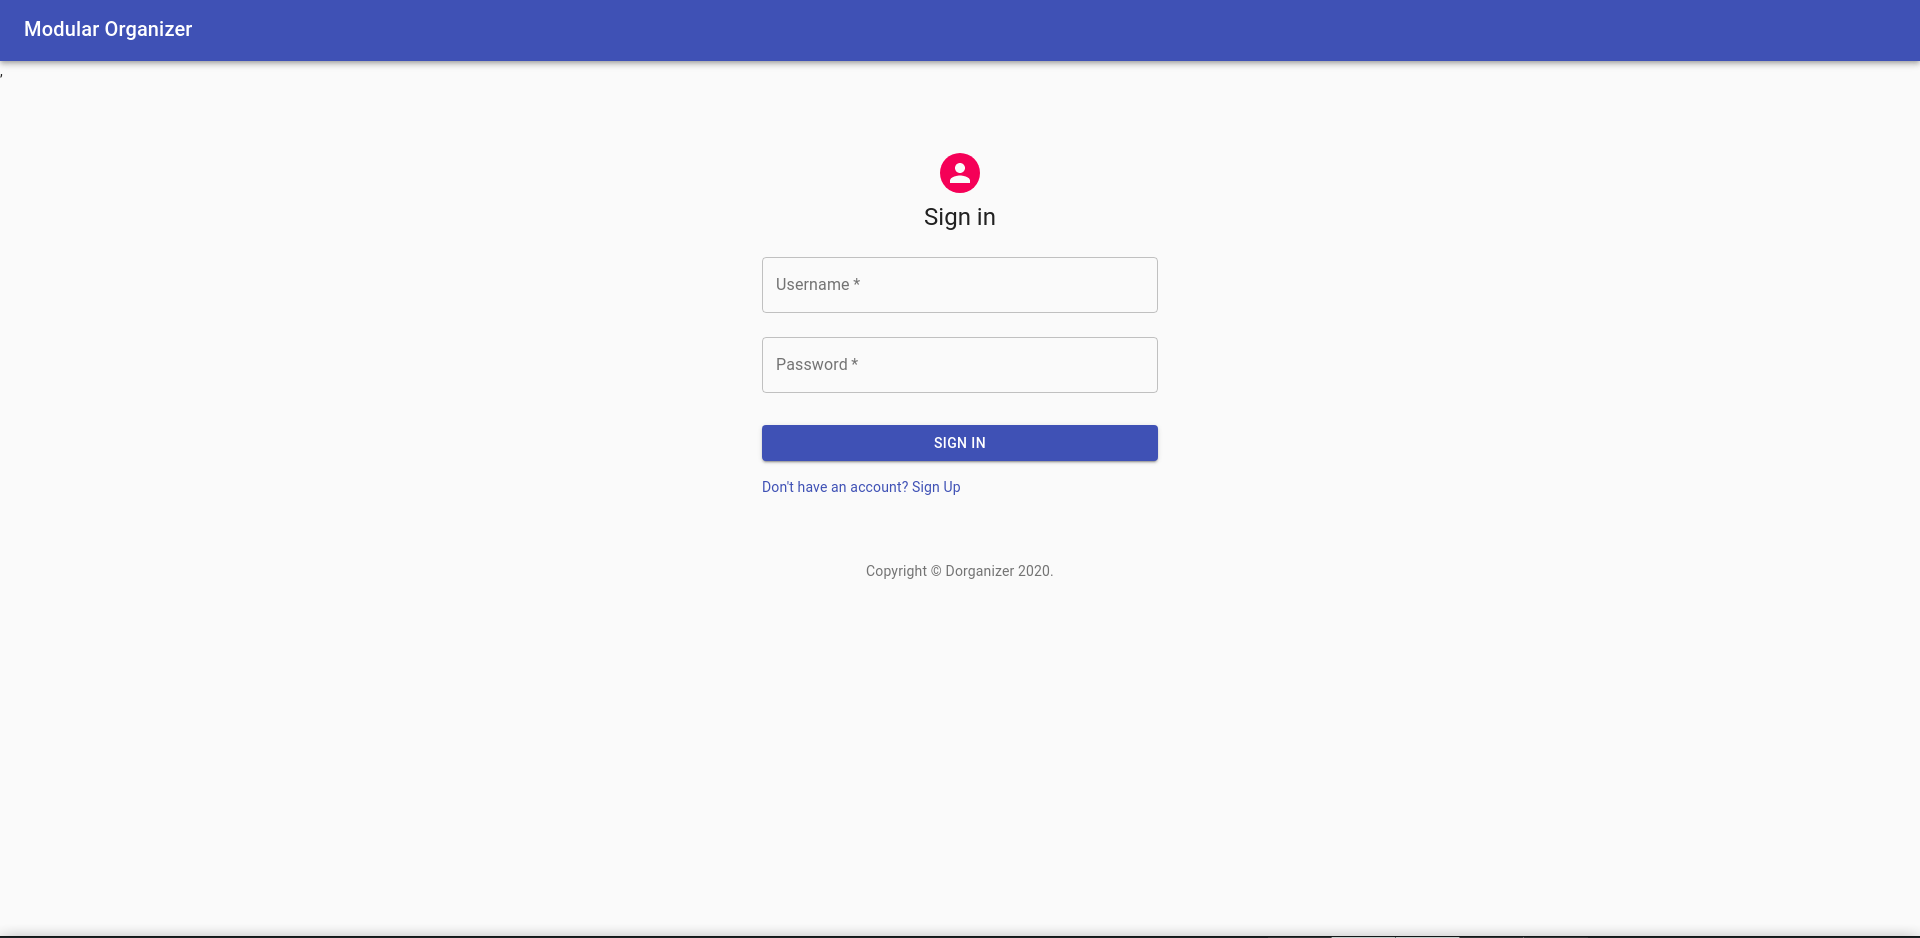 Modular Organizer
,
Sign in
Username *
Password *
SIGN IN
Don't have an account? Sign Up
Copyright © Dorganizer 2020.